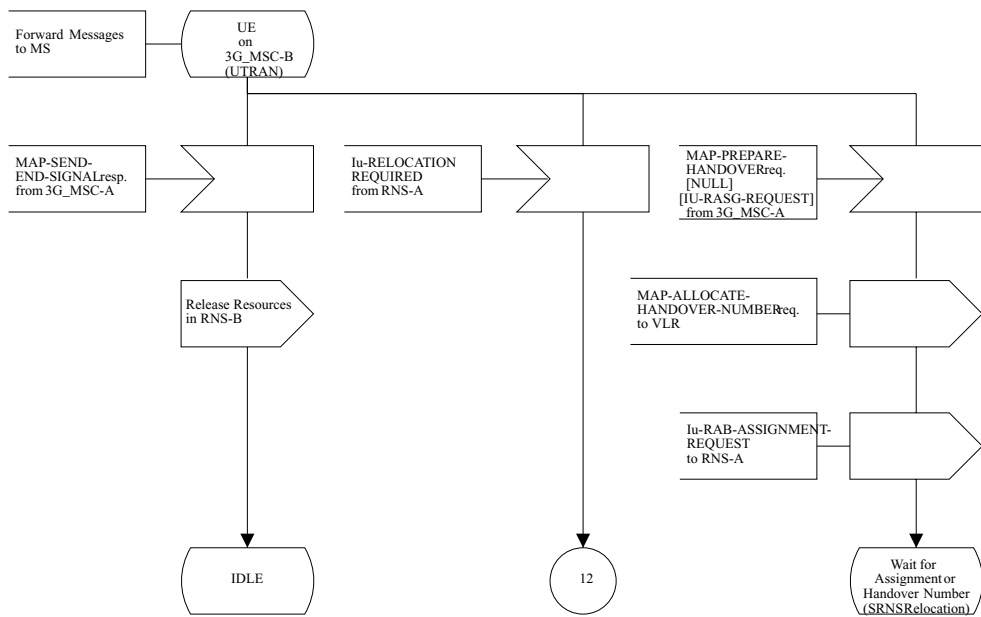 Forward Messages
to MS
UE
on
3G_MSC-B
(UTRAN)
MAP-SEND-
END-SIGNALresp.
from 3G_MSC-A
Iu-RELOCATION
REQUIRED
from RNS-A
MAP-PREPARE-
HANDOVERreq.
[NULL]
[IU-RASG-REQUEST]
from 3G_MSC-A
Release Resources
in RNS-B
MAP-ALLOCATE-
HANDOVER-NUMBERreq.
to VLR
Iu-RAB-ASSIGNMENT-
REQUEST
to RNS-A
IDLE
12
Wait for
Assignment or
Handover Number
(SRNSRelocation)